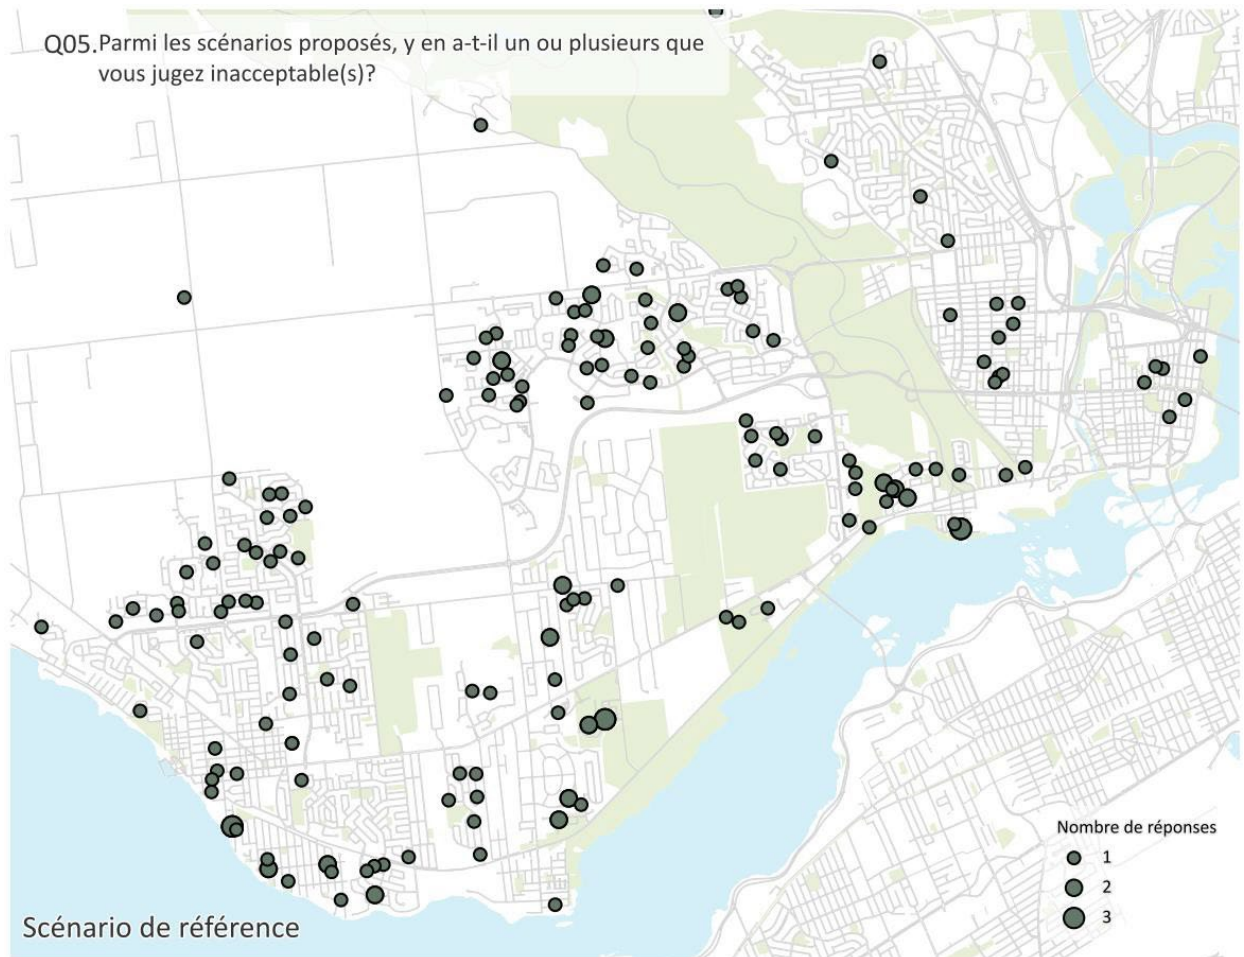 Q05.Parmi les scénarios proposés, y en a-t-il un ou plusieurs que
vous jugez inacceptable(s)?
Nombre de réponses
1
2
3
Scénario de référence